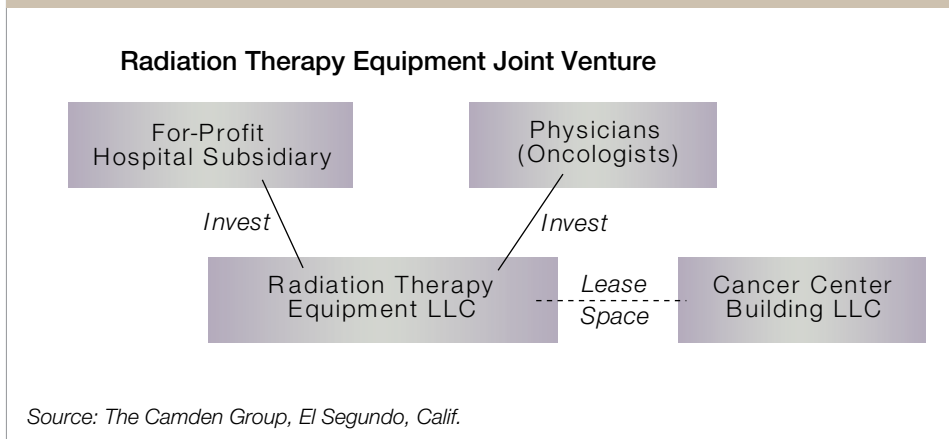 Radiation Therapy Equipment Joint Venture
For-Profit
Hospital Subsidiary
Physicians
(Oncologists)
Invest
Invest
Radiation Therapy
Equipment LLC
Lease
Space
Cancer Center
Building LLC
Source: The Camden Group, El Segundo, Calif.